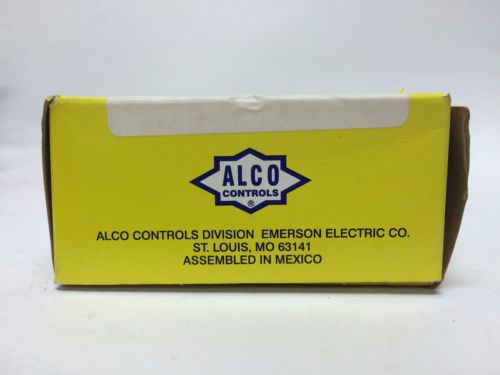 ALCO
CONTROLS
®
ALCO CONTROLS DIVISION EMERSON ELECTRIC CO.
ST. LOUIS, MO 63141
ASSEMBLED IN MEXICO